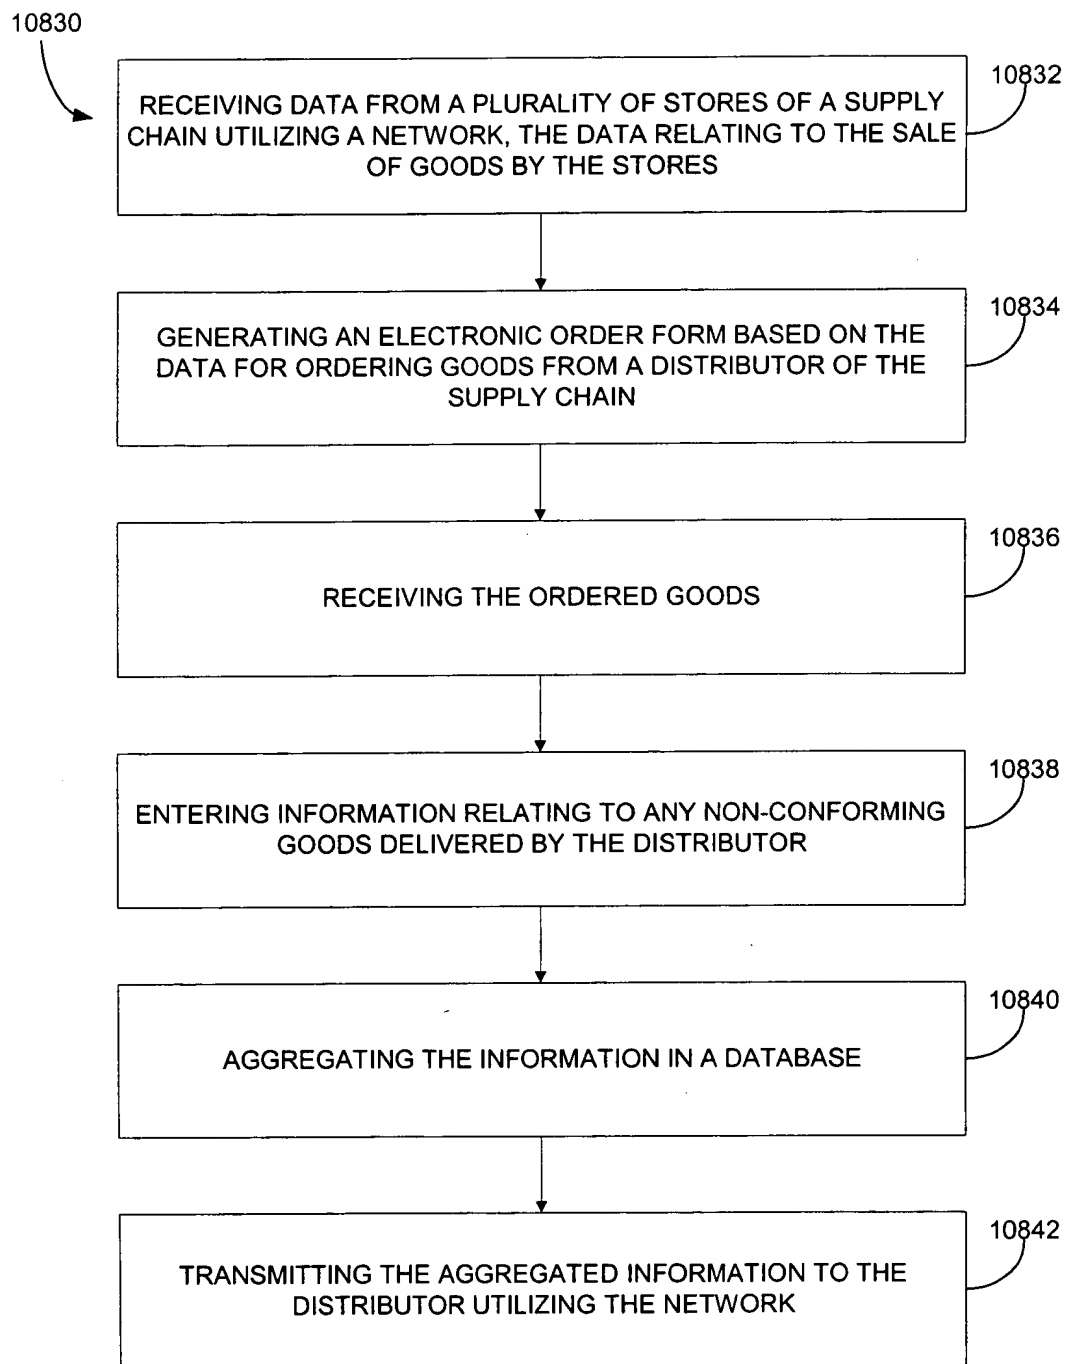 10830
10832
RECEIVING DATA FROM A PLURALITY OF STORES OF A SUPPLY
CHAIN UTILIZING A NETWORK, THE DATA RELATING TO THE SALE
OF GOODS BY THE STORES
10834
GENERATING AN ELECTRONIC ORDER FORM BASED ON THE
DATA FOR ORDERING GOODS FROM A DISTRIBUTOR OF THE
SUPPLY CHAIN
10836
RECEIVING THE ORDERED GOODS
10838
ENTERING INFORMATION RELATING TO ANY NON-CONFORMING
GOODS DELIVERED BY THE DISTRIBUTOR
10840
AGGREGATING THE INFORMATION IN A DATABASE
10842
TRANSMITTING THE AGGREGATED INFORMATION TO THE
DISTRIBUTOR UTILIZING THE NETWORK